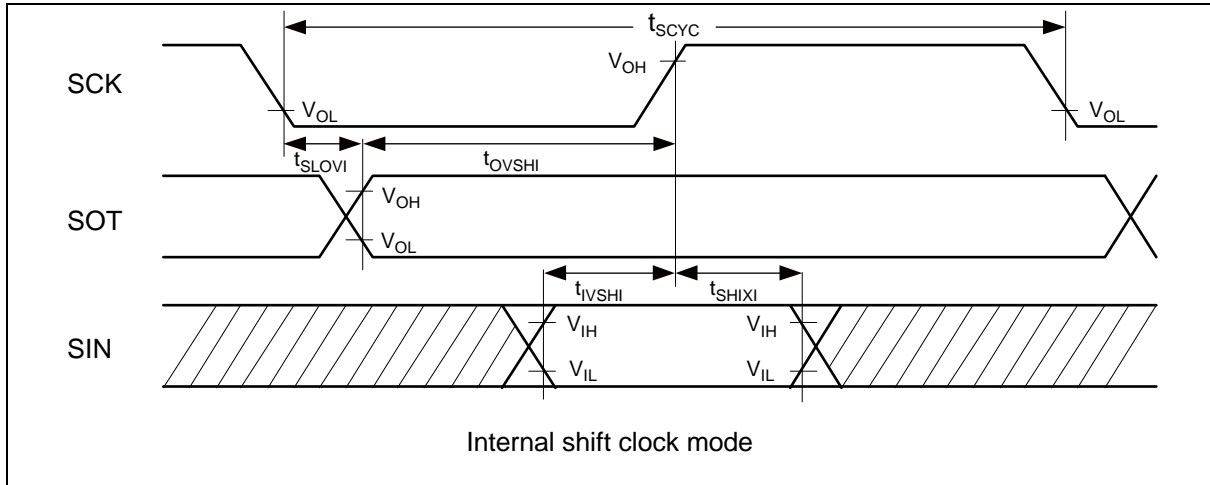 tSCYC
SCK
VOH
VOL
VOL
tSLOVI
tOVSHI
SOT
VOH
VOL
tIVSHI
tSHIXI
SIN
VIH
VIH
VIL
VIL
Internal shift clock mode